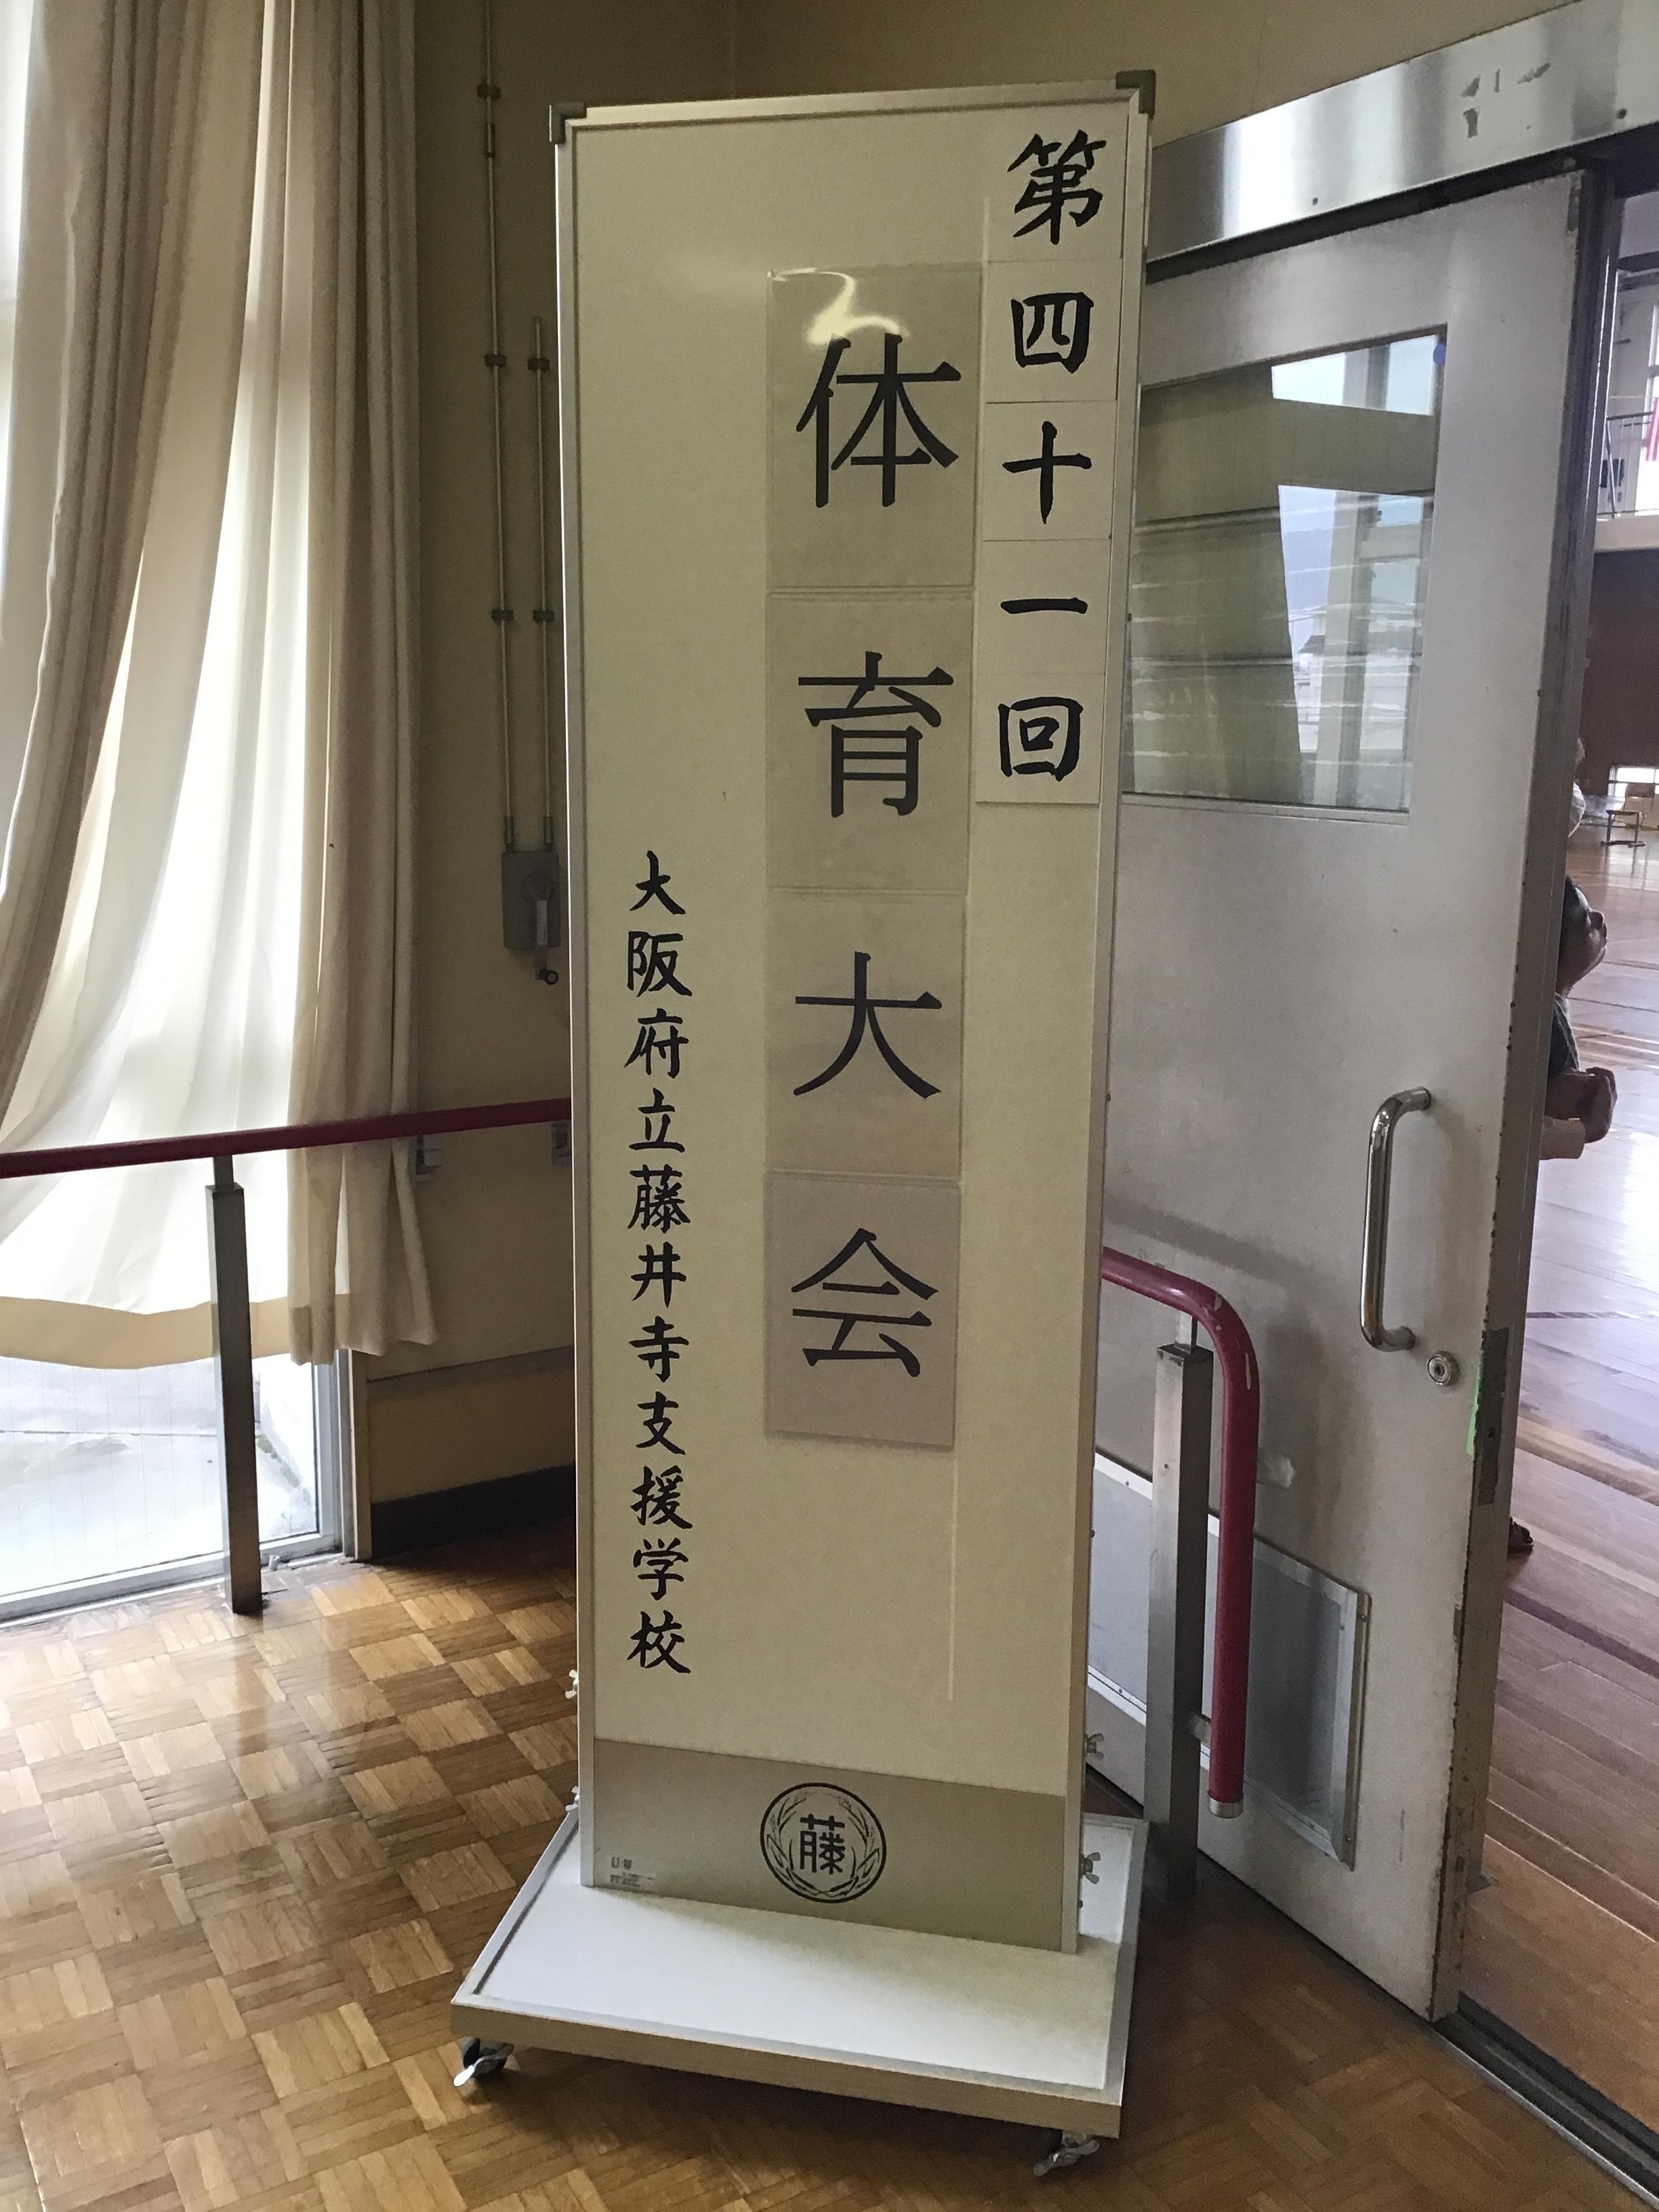 第四十一回
体育大会
大阪府立藤井寺支援学校
藤